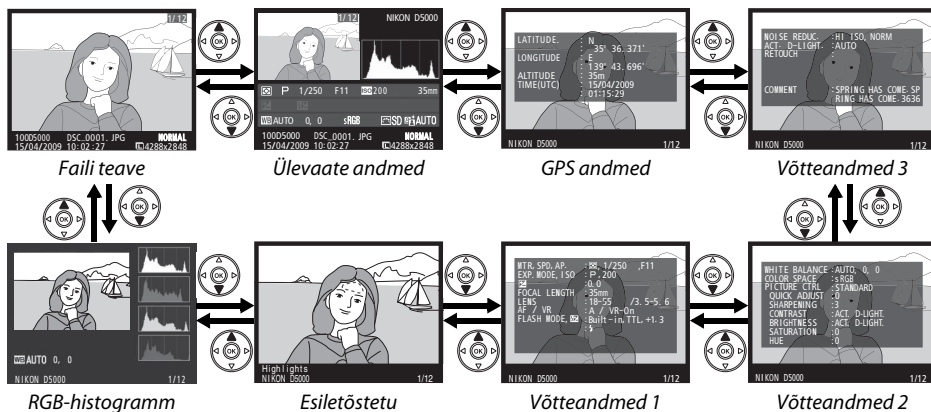 1/12
100D5000 DSC_0001. JPG NORMAL
15/04/2009 10:02:27 4288x2848
Faili teave
1/12 NIKON D5000
P 1/250 F11 ISO 200 35mm
WB AUTO 0, 0 sRGB SD AUTO
100D5000 DSC_0001. JPG NORMAL
15/04/2009 10:02:27 4288x2848
Ülevaate andmed
LATITUDE. : N
: 35° 36. 371'
LONGITUDE : E
: 139° 43. 696'
ALTITUDE : 35m
TIME(UTC) : 15/04/2009
: 01:15:29
NIKON D5000 1/12
GPS andmed
NOISE REDUC. :HI ISO, NORM
ACT. D-LIGHT. :AUTO
RETOUCH :
COMMENT :SPRING HAS COME. SP
RING HAS COME. 3636
NIKON D5000 1/12
Võtteandmed 3
OK
WB AUTO 0, 0
NIKON D5000 1/12
RGB-histogramm
Highlights
NIKON D5000 1/12
Esiletõstetu
MTR, SPD, AP. : , 1/250 ,F11
EXP. MODE, ISO :P, 200
:0.0
FOCAL LENGTH :35mm
LENS :18-55 /3. 5-5. 6
AF / VR :A / VR-On
FLASH MODE, :Built-in, TTL, +1. 3
:
NIKON D5000 1/12
Võtteandmed 1
WHITE BALANCE :AUTO, 0, 0
COLOR SPACE :sRGB
PICTURE CTRL :STANDARD
QUICK ADJUST :0
SHARPENING :3
CONTRAST :ACT. D-LIGHT.
BRIGHTNESS :ACT. D-LIGHT.
SATURATION :0
HUE :0
NIKON D5000 1/12
Võtteandmed 2